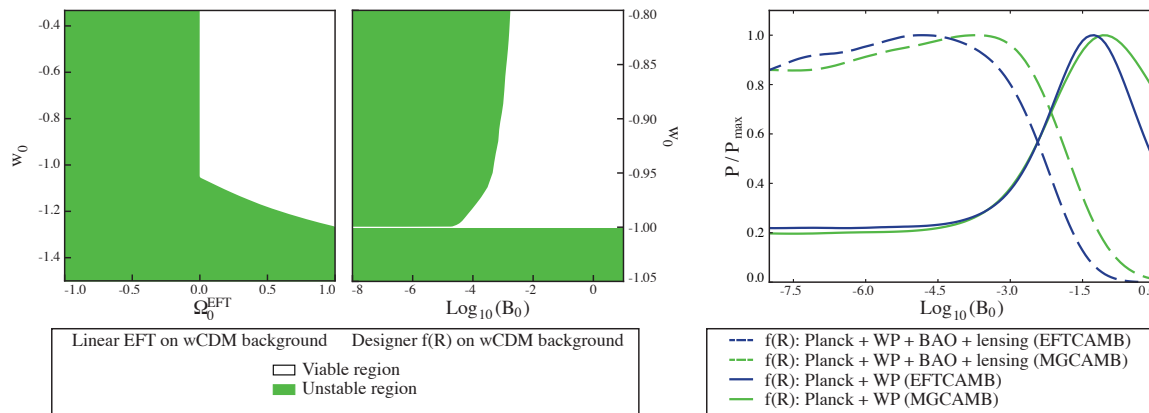 -0.4
-0.6
-0.8
-1.0
-1.2
-1.4
w0
-1.0
-0.5
0.0
0.5
1.0
Ω0^EFT
-8
-6
-4
-2
0
Log10(B0)
-0.80
-0.85
-0.90
-0.95
-1.00
-1.05
w0
Linear EFT on wCDM background Designer f(R) on wCDM background
Viable region
Unstable region
1.0
0.8
0.6
0.4
0.2
0.0
P / Pmax
-7.5
-6.0
-4.5
-3.0
-1.5
Log10(B0)
f(R): Planck + WP + BAO + lensing (EFTCAMB)
f(R): Planck + WP + BAO + lensing (MGCAMB)
f(R): Planck + WP (EFTCAMB)
f(R): Planck + WP (MGCAMB)